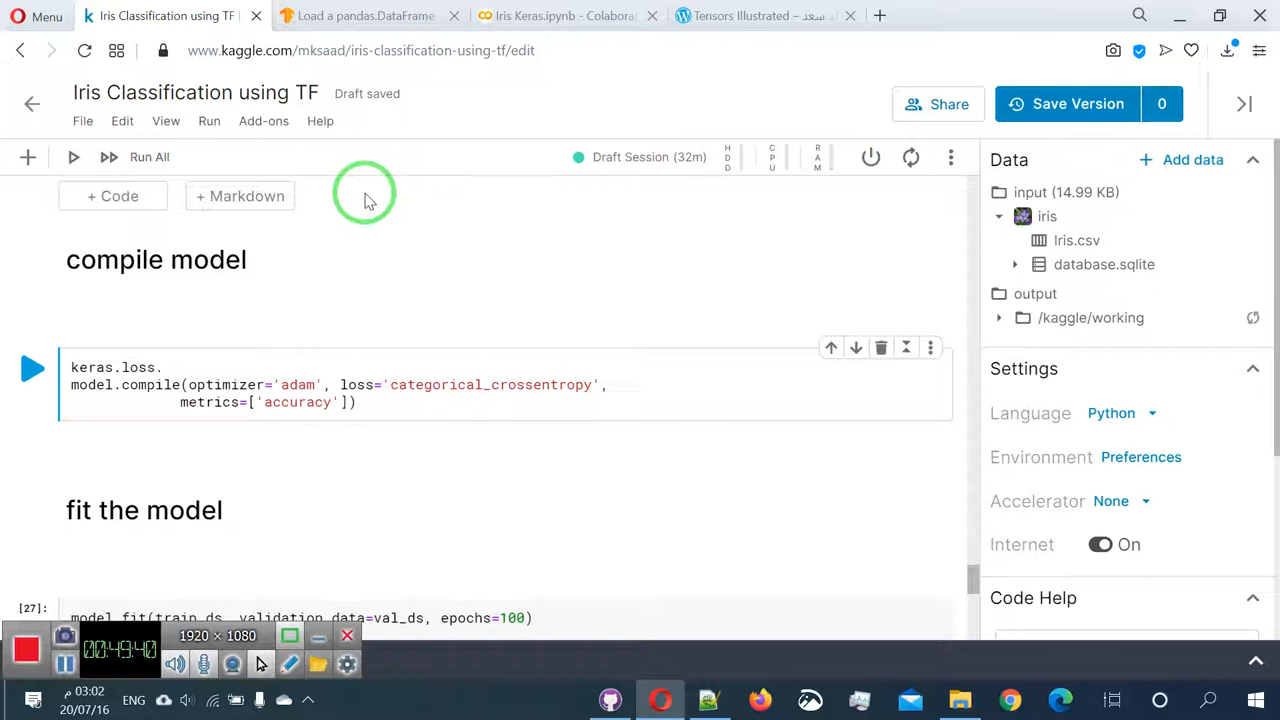 Menu
Iris Classification using TF
Load a pandas.DataFrame
Iris Keras.ipynb - Colabora
Tensors Illustrated – د سعد
www.kaggle.com/mksaad/iris-classification-using-tf/edit
Iris Classification using TF
Draft saved
File
Edit
View
Run
Add-ons
Help
Share
Save Version
0
Run All
Draft Session (32m)
HDD
CPU
RAM
+ Code
+ Markdown
compile model
keras.loss.
model.compile(optimizer='adam', loss='categorical_crossentropy',
metrics=['accuracy'])
fit the model
[27]:
model.fit(train_ds, validation_data=val_ds, epochs=100)
Data
+ Add data
input (14.99 KB)
iris
Iris.csv
database.sqlite
output
/kaggle/working
Settings
Language
Python
Environment
Preferences
Accelerator
None
Internet
On
Code Help
00:49:40
1920 × 1080
03:02 م
20/07/16
ENG